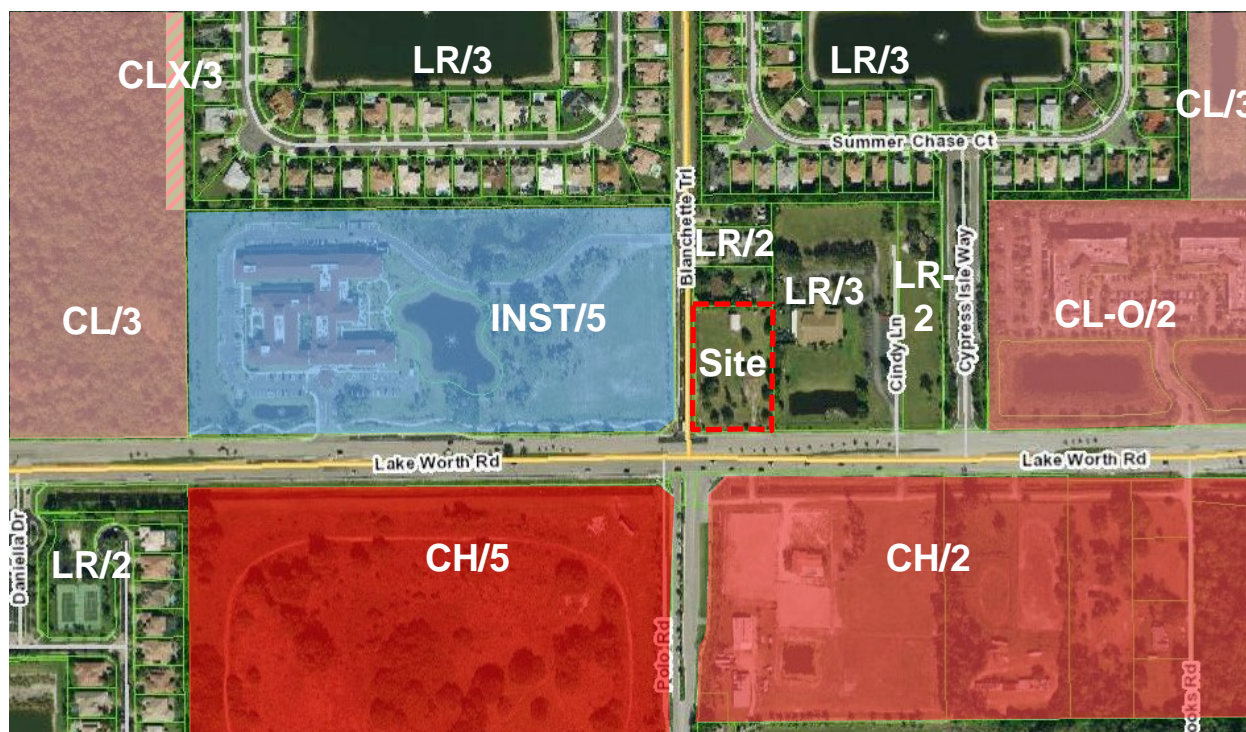 LR/3
LR/3
CLX/3
CL/3
Summer Chase Ct
Blanchette Trl
LR/2
LR/3
LR-
2
Cypress Isle Way
CL/3
INST/5
CL-O/2
Site
Cindy Ln
Lake Worth Rd
Lake Worth Rd
Daniella Dr
LR/2
CH/5
CH/2
Polo Rd
ooks Rd